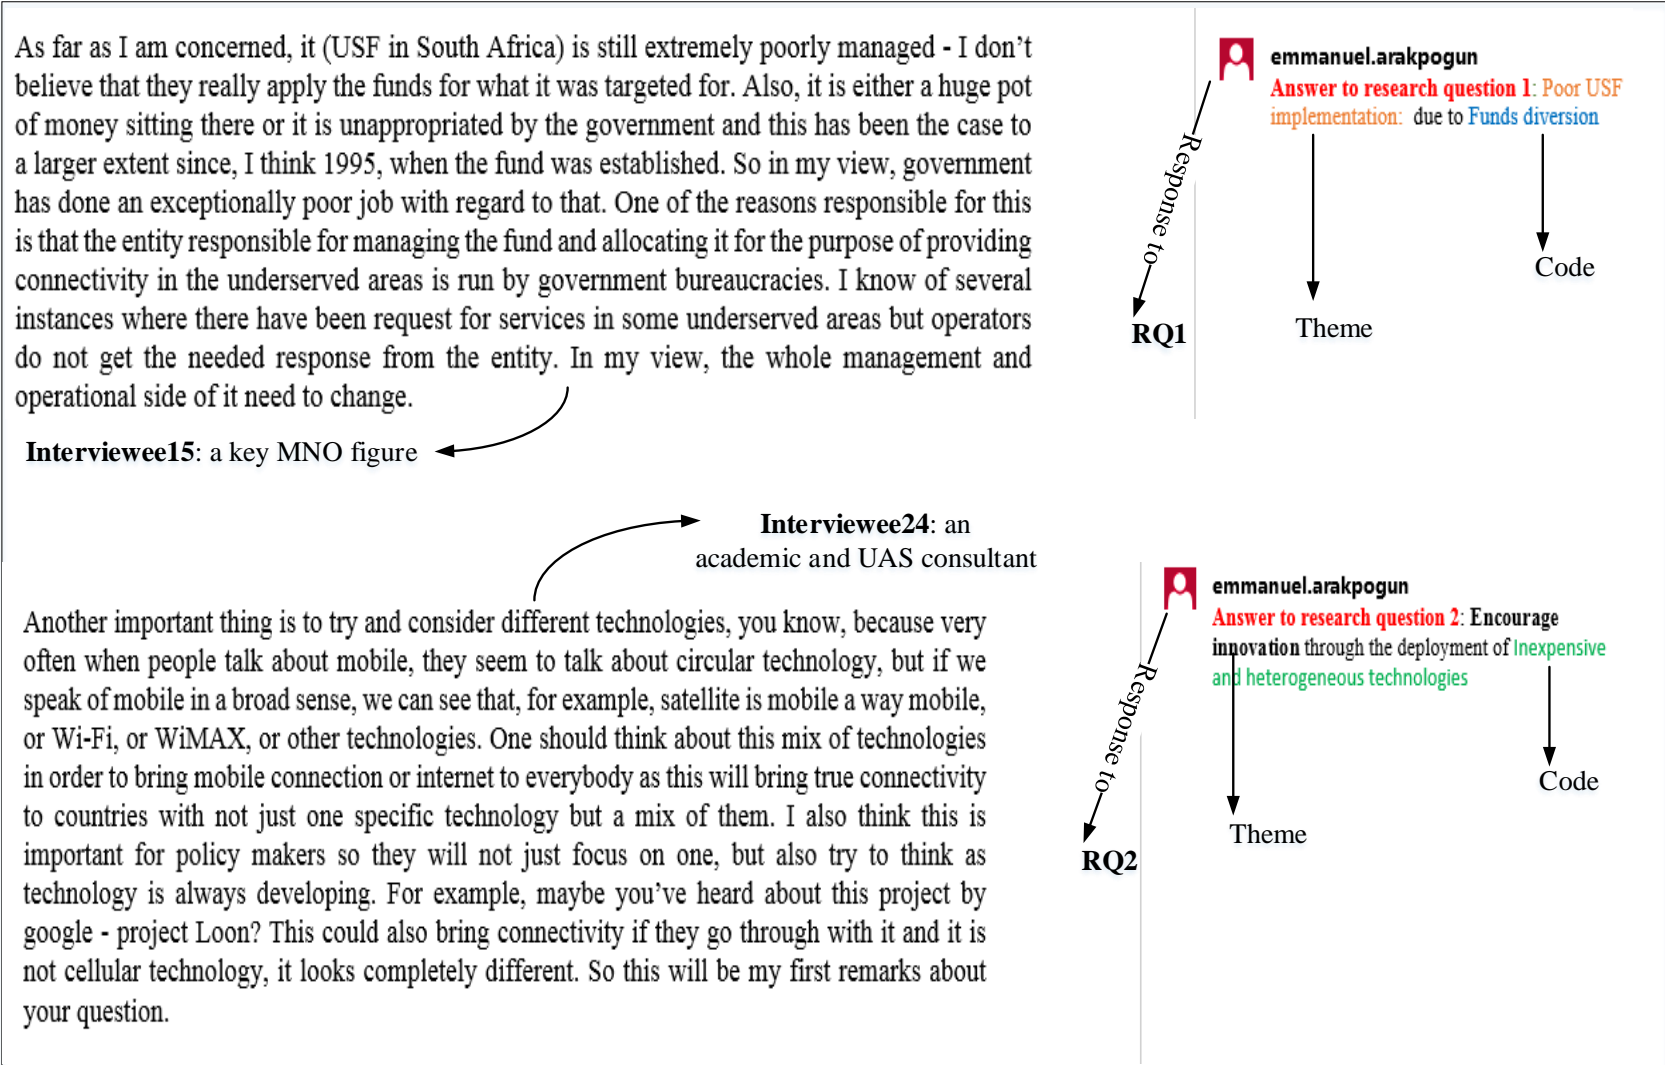 As far as I am concerned, it (USF in South Africa) is still extremely poorly managed - I don’t
believe that they really apply the funds for what it was targeted for. Also, it is either a huge pot
of money sitting there or it is unappropriated by the government and this has been the case to
a larger extent since, I think 1995, when the fund was established. So in my view, government
has done an exceptionally poor job with regard to that. One of the reasons responsible for this
is that the entity responsible for managing the fund and allocating it for the purpose of providing
connectivity in the underserved areas is run by government bureaucracies. I know of several
instances where there have been request for services in some underserved areas but operators
do not get the needed response from the entity. In my view, the whole management and
operational side of it need to change.
Interviewee15: a key MNO figure
emmanuel.arakpogun
Answer to research question 1: Poor USF
implementation: due to Funds diversion
Response to
RQ1
Theme
Code
Interviewee24: an
academic and UAS consultant
Another important thing is to try and consider different technologies, you know, because very
often when people talk about mobile, they seem to talk about circular technology, but if we
speak of mobile in a broad sense, we can see that, for example, satellite is mobile a way mobile,
or Wi-Fi, or WiMAX, or other technologies. One should think about this mix of technologies
in order to bring mobile connection or internet to everybody as this will bring true connectivity
to countries with not just one specific technology but a mix of them. I also think this is
important for policy makers so they will not just focus on one, but also try to think as
technology is always developing. For example, maybe you’ve heard about this project by
google - project Loon? This could also bring connectivity if they go through with it and it is
not cellular technology, it looks completely different. So this will be my first remarks about
your question.
emmanuel.arakpogun
Answer to research question 2: Encourage
innovation through the deployment of Inexpensive
and heterogeneous technologies
Response to
RQ2
Theme
Code